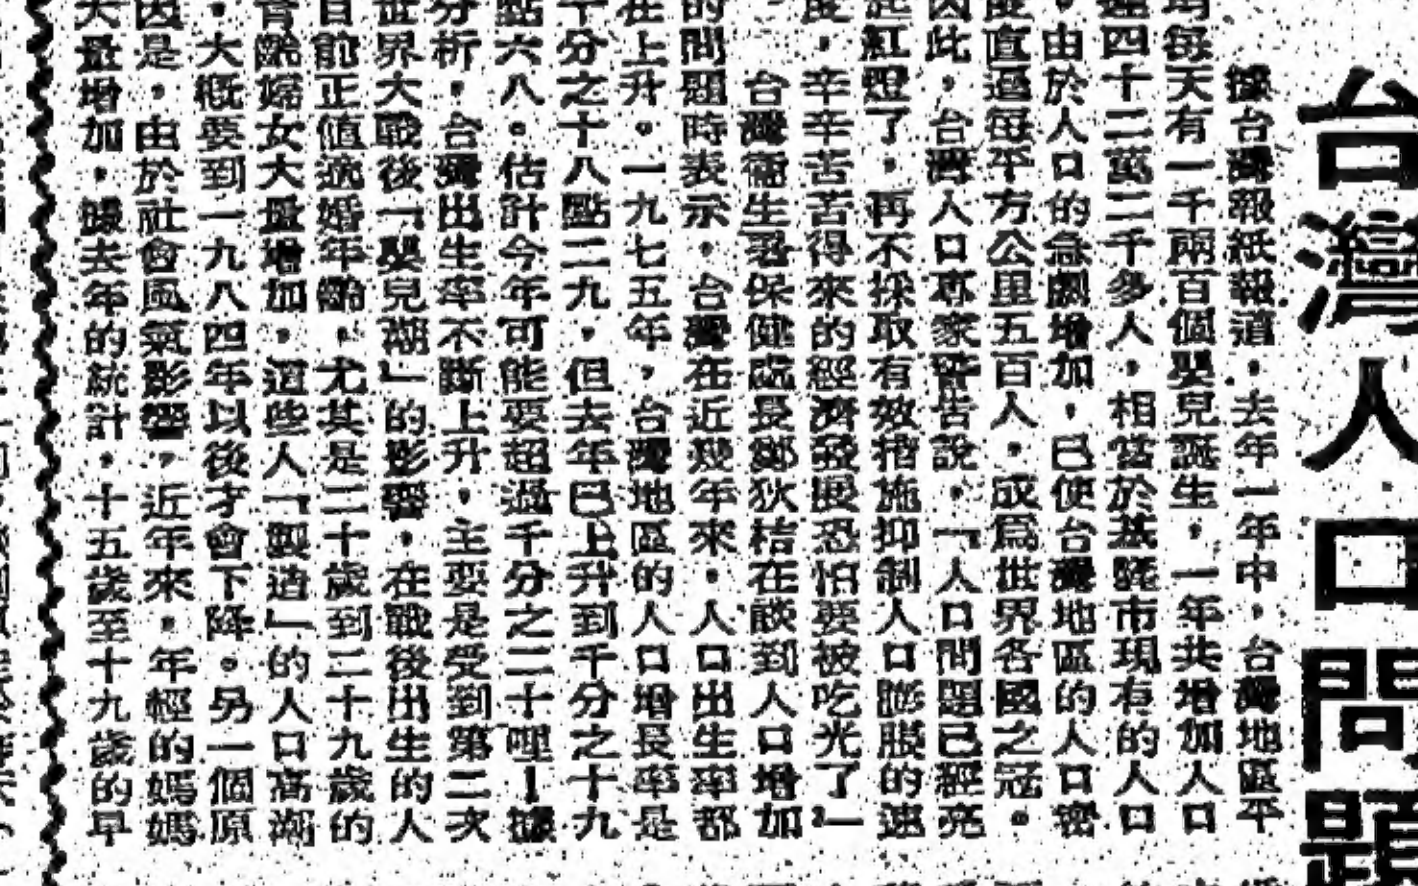 台灣人口問題
據台灣報紙報道,去年一年中,台灣地區平
均每天有一千兩百個嬰兒誕生,一年共增加人口
達四十二萬二千多人,相當於基隆市現有的人口
。由於人口的急劇增加,已使台灣地區的人口密
度直逼每平方公里五百人,成爲世界各國之冠。
因此,台灣人口專家警告說,「人口問題已經亮
起紅燈了,再不採取有效措施抑制人口膨脹的速
度,辛辛苦苦得來的經濟發展恐怕要被吃光了」
台灣衞生署保健處長鄭狄桔在談到人口增加
的問題時表示,台灣在近幾年來,人口出生率都
在上升。一九七五年,台灣地區的人口增長率是
千分之十八點二九,但去年已上升到千分之十九
點六八。估計今年可能要超過千分之二十哩!據
分析,台灣出生率不斷上升,主要是受到第二次
世界大戰後「嬰兒潮」的影響,在戰後出生的人
目前正值適婚年齡,尤其是二十歲到二十九歲的
育齡婦女大量增加,這些人「製造」的人口高潮
,大概要到一九八四年以後才會下降。另一個原
因是,由於社會風氣影響,近年來,年輕的媽媽
大量增加,據去年的統計,十五歲至十九歲的早